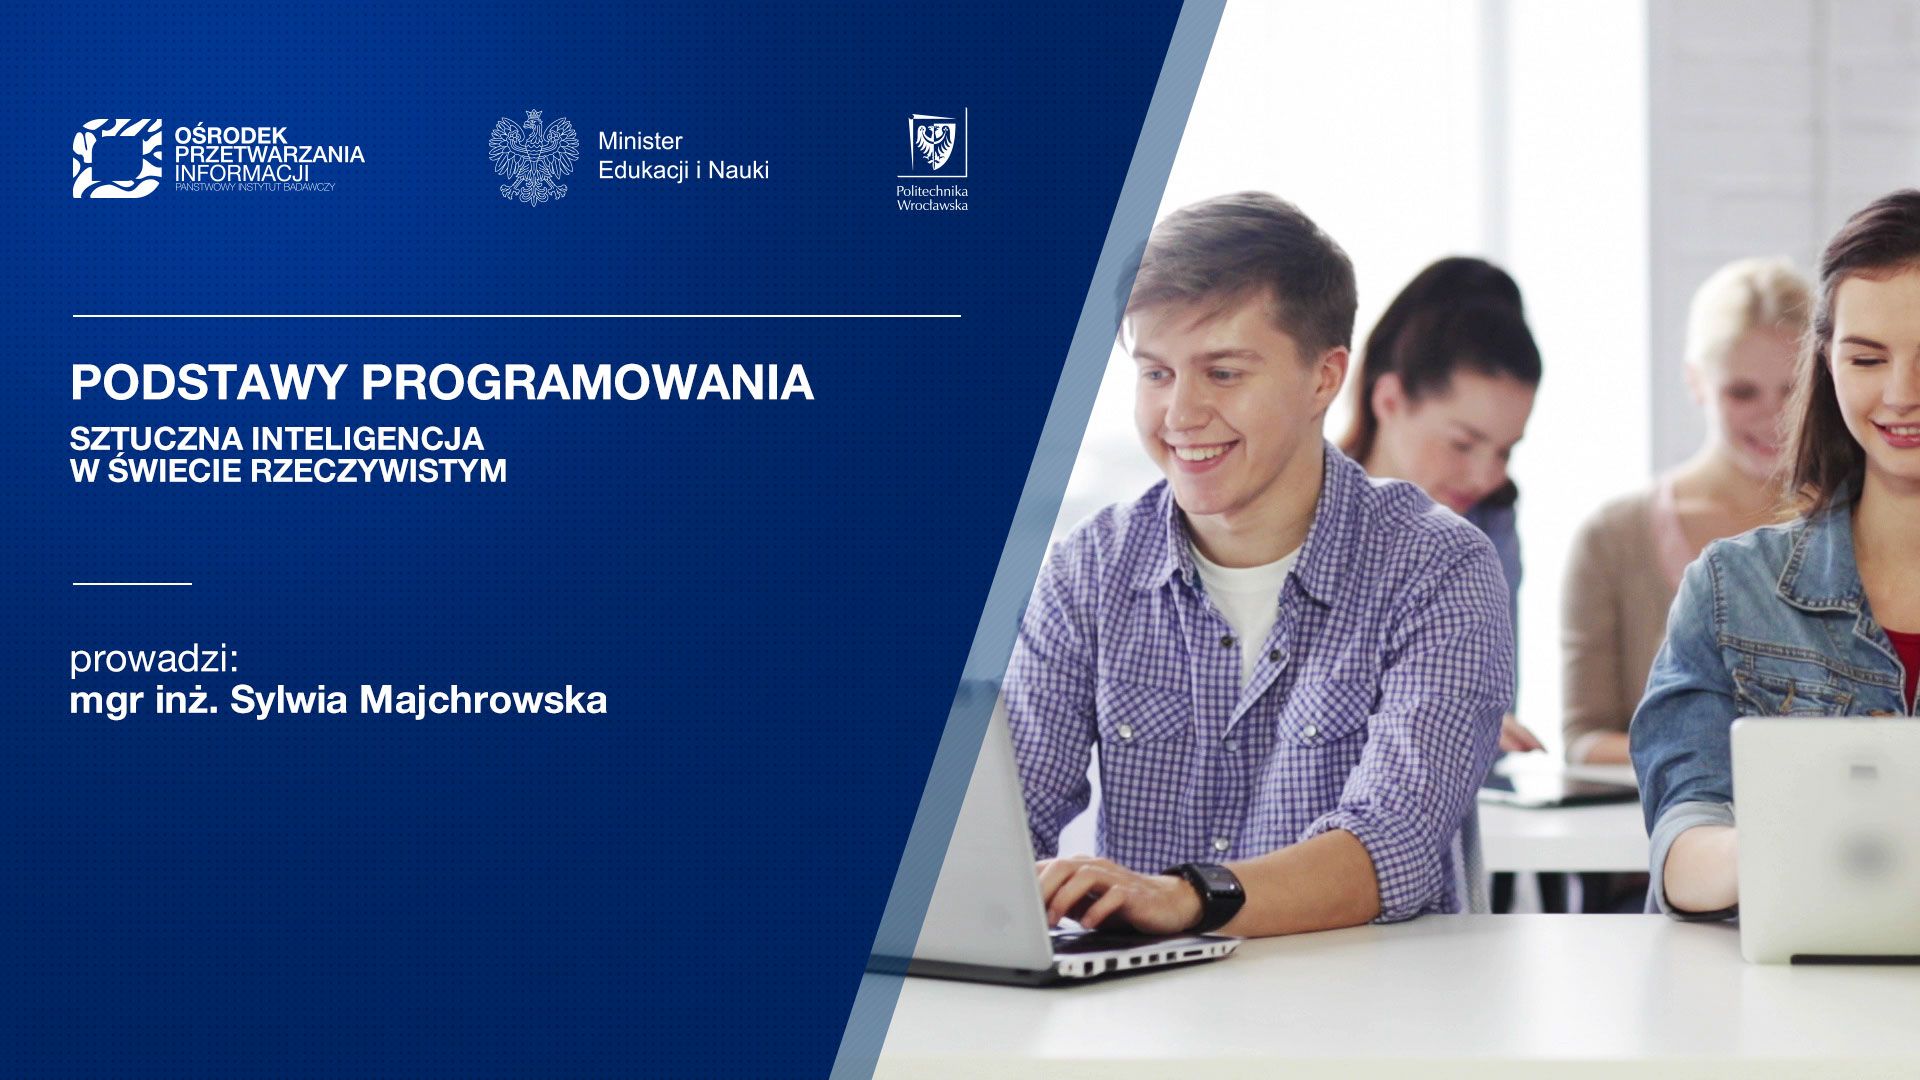 OŚRODEK
PRZETWARZANIA
INFORMACJI
PAŃSTWOWY INSTYTUT BADAWCZY
Minister
Edukacji i Nauki
Politechnika
Wrocławska
PODSTAWY PROGRAMOWANIA
SZTUCZNA INTELIGENCJA
W ŚWIECIE RZECZYWISTYM
prowadzi:
mgr inż. Sylwia Majchrowska